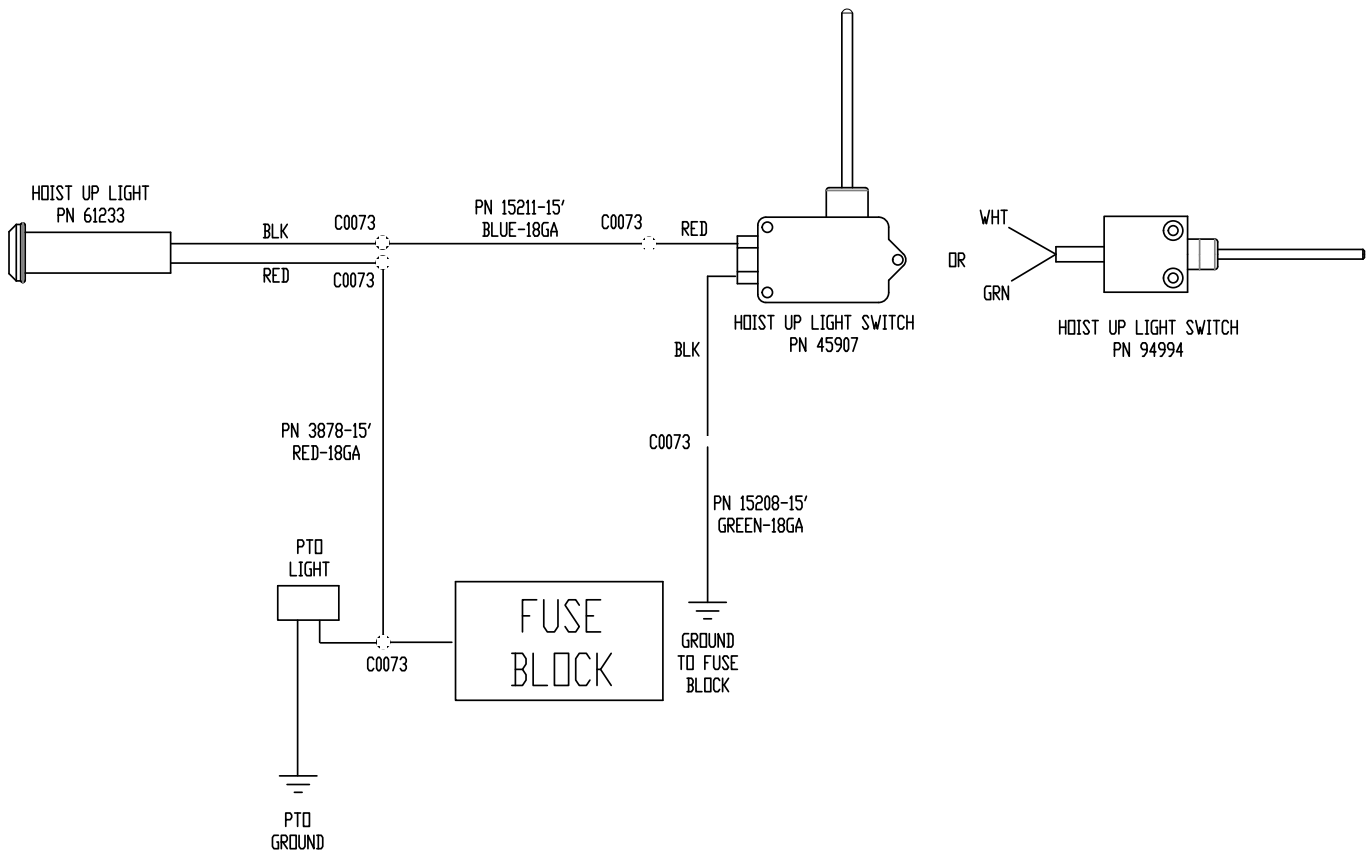 HOIST UP LIGHT
PN 61233
BLK
RED
C0073
C0073
PN 15211-15'
BLUE-18GA
C0073
RED
HOIST UP LIGHT SWITCH
PN 45907
OR
WHT
GRN
HOIST UP LIGHT SWITCH
PN 94994
BLK
C0073
PN 3878-15'
RED-18GA
PN 15208-15'
GREEN-18GA
PTO
LIGHT
C0073
FUSE
BLOCK
GROUND
TO FUSE
BLOCK
PTO
GROUND